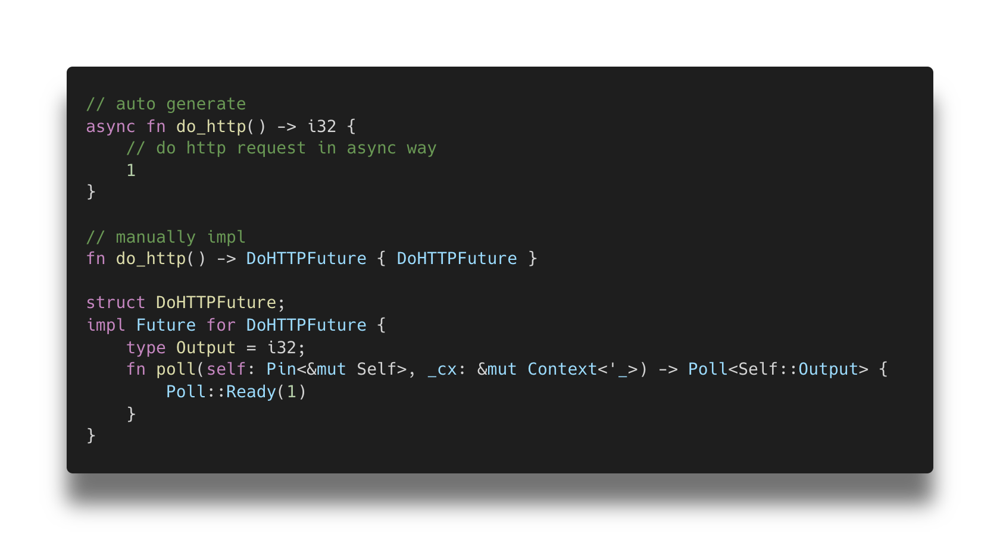 // auto generate
async fn do_http() -> i32 {
    // do http request in async way
    1
}

// manually impl
fn do_http() -> DoHTTPFuture { DoHTTPFuture }

struct DoHTTPFuture;
impl Future for DoHTTPFuture {
    type Output = i32;
    fn poll(self: Pin<&mut Self>, _cx: &mut Context<'_>) -> Poll<Self::Output> {
        Poll::Ready(1)
    }
}